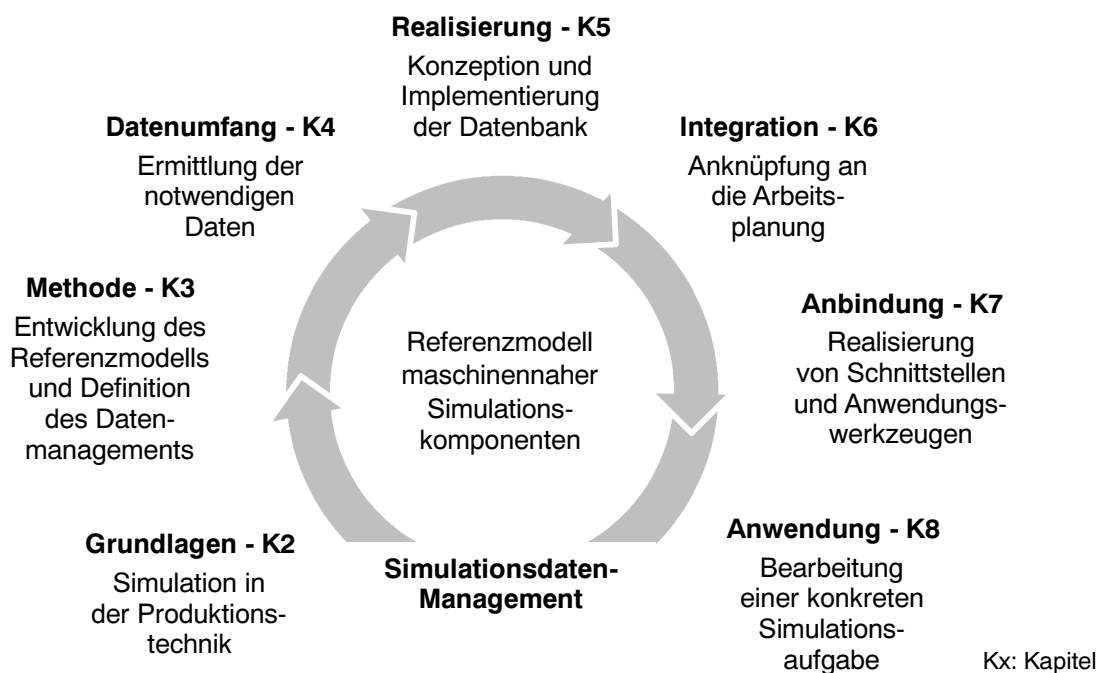 Realisierung - K5
Konzeption und
Implementierung
der Datenbank
Datenumfang - K4
Ermittlung der
notwendigen
Daten
Integration - K6
Anknüpfung an
die Arbeits-
planung
Methode - K3
Entwicklung des
Referenzmodells
und Definition
des Daten-
managements
Referenzmodell
maschinennaher
Simulations-
komponenten
Anbindung - K7
Realisierung
von Schnittstellen
und Anwendungs-
werkzeugen
Grundlagen - K2
Simulation in
der Produktions-
technik
Simulationsdaten-
Management
Anwendung - K8
Bearbeitung
einer konkreten
Simulations-
aufgabe
Kx: Kapitel